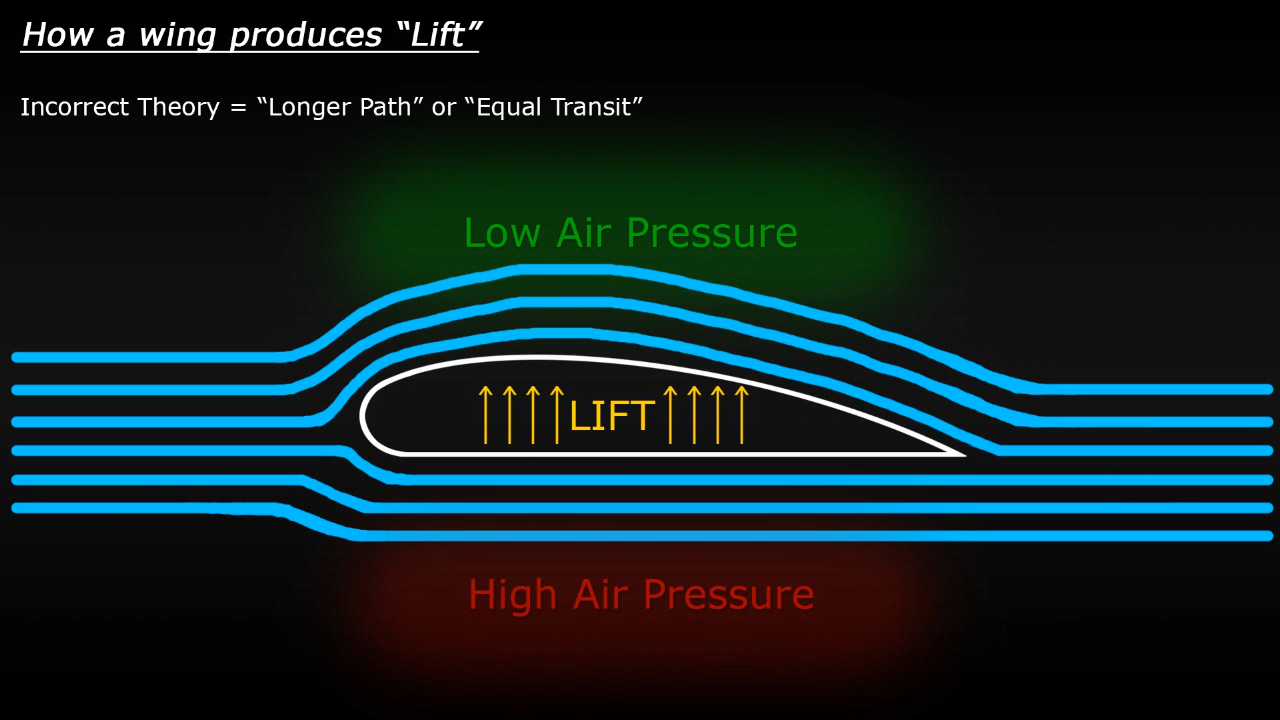 How a wing produces “Lift”
Incorrect Theory = “Longer Path” or “Equal Transit”
Low Air Pressure
LIFT
High Air Pressure